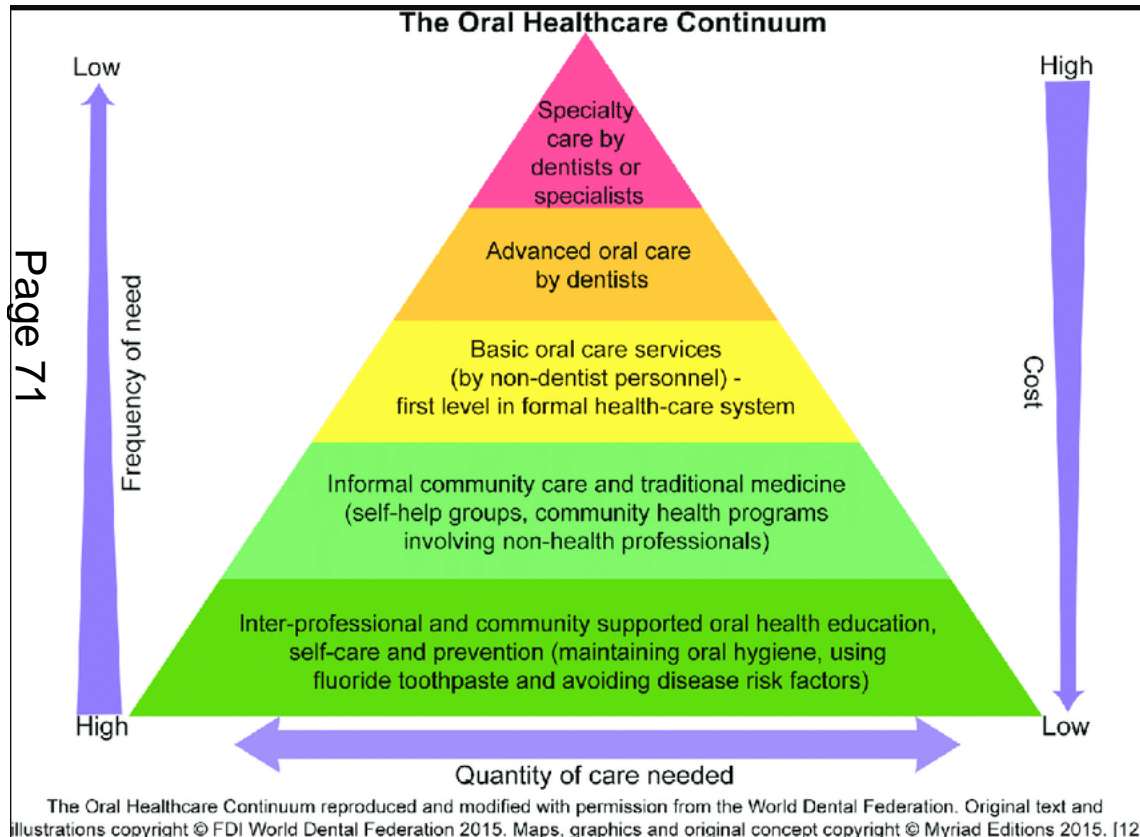 The Oral Healthcare Continuum
Low
High
Specialty
care by
dentists or
specialists
Advanced oral care
by dentists
Page 71
Frequency of need
Cost
Basic oral care services
(by non-dentist personnel) -
first level in formal health-care system
Informal community care and traditional medicine
(self-help groups, community health programs
involving non-health professionals)
Inter-professional and community supported oral health education,
self-care and prevention (maintaining oral hygiene, using
fluoride toothpaste and avoiding disease risk factors)
High
Low
Quantity of care needed
The Oral Healthcare Continuum reproduced and modified with permission from the World Dental Federation. Original text and
illustrations copyright © FDI World Dental Federation 2015. Maps, graphics and original concept copyright © Myriad Editions 2015. [12